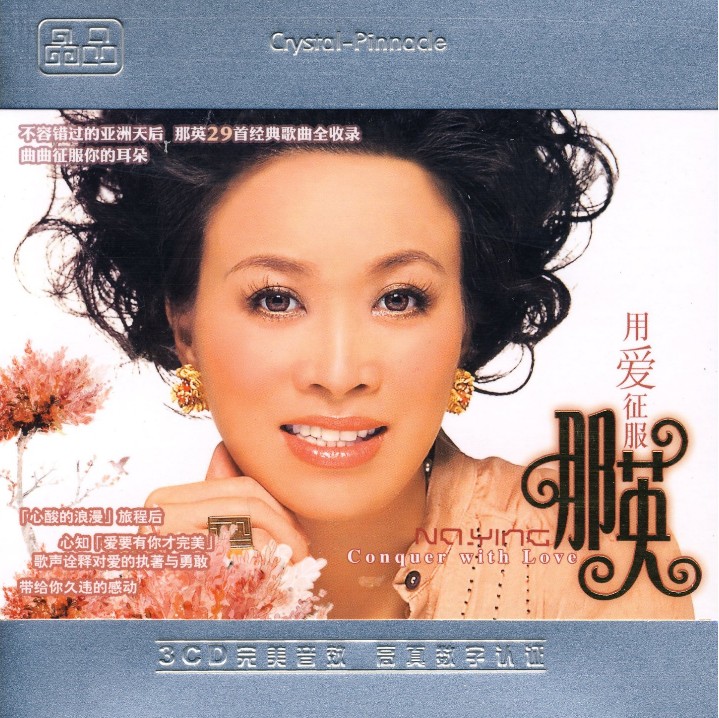 晶品
Crystal-Pinnacle
不容错过的亚洲天后 那英29首经典歌曲全收录
曲曲征服你的耳朵
用爱征服
那英
NA.YING
Conquer with Love
「心酸的浪漫」旅程后
心知「爱要有你才完美」
歌声诠释对爱的执著与勇敢
带给你久违的感动
3CD完美音效 高真数字认证